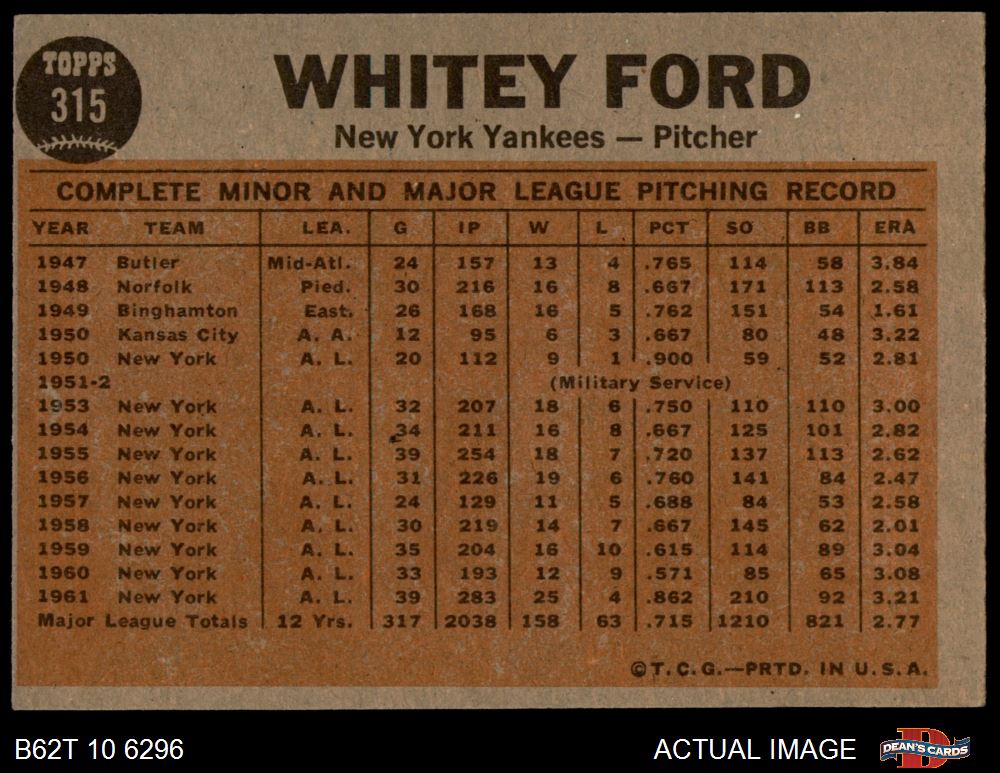 TOPPS
315
WHITEY FORD
New York Yankees — Pitcher
COMPLETE MINOR AND MAJOR LEAGUE PITCHING RECORD
YEAR TEAM LEA. G IP W L PCT SO BB ERA
1947 Butler Mid-Atl. 24 157 13 4 .765 114 58 3.84
1948 Norfolk Pied. 30 216 16 8 .667 171 113 2.58
1949 Binghamton East. 26 168 16 5 .762 151 54 1.61
1950 Kansas City A. A. 12 95 6 3 .667 80 48 3.22
1950 New York A. L. 20 112 9 1 .900 59 52 2.81
1951-2 (Military Service)
1953 New York A. L. 32 207 18 6 .750 110 110 3.00
1954 New York A. L. 34 211 16 8 .667 125 101 2.82
1955 New York A. L. 39 254 18 7 .720 137 113 2.62
1956 New York A. L. 31 226 19 6 .760 141 84 2.47
1957 New York A. L. 24 129 11 5 .688 84 53 2.58
1958 New York A. L. 30 219 14 7 .667 145 62 2.01
1959 New York A. L. 35 204 16 10 .615 114 89 3.04
1960 New York A. L. 33 193 12 9 .571 85 65 3.08
1961 New York A. L. 39 283 25 4 .862 210 92 3.21
Major League Totals 12 Yrs. 317 2038 158 63 .715 1210 821 2.77
©T.C.G.—PRTD. IN U.S.A.
B62T 10 6296 ACTUAL IMAGE DEAN'S CARDS